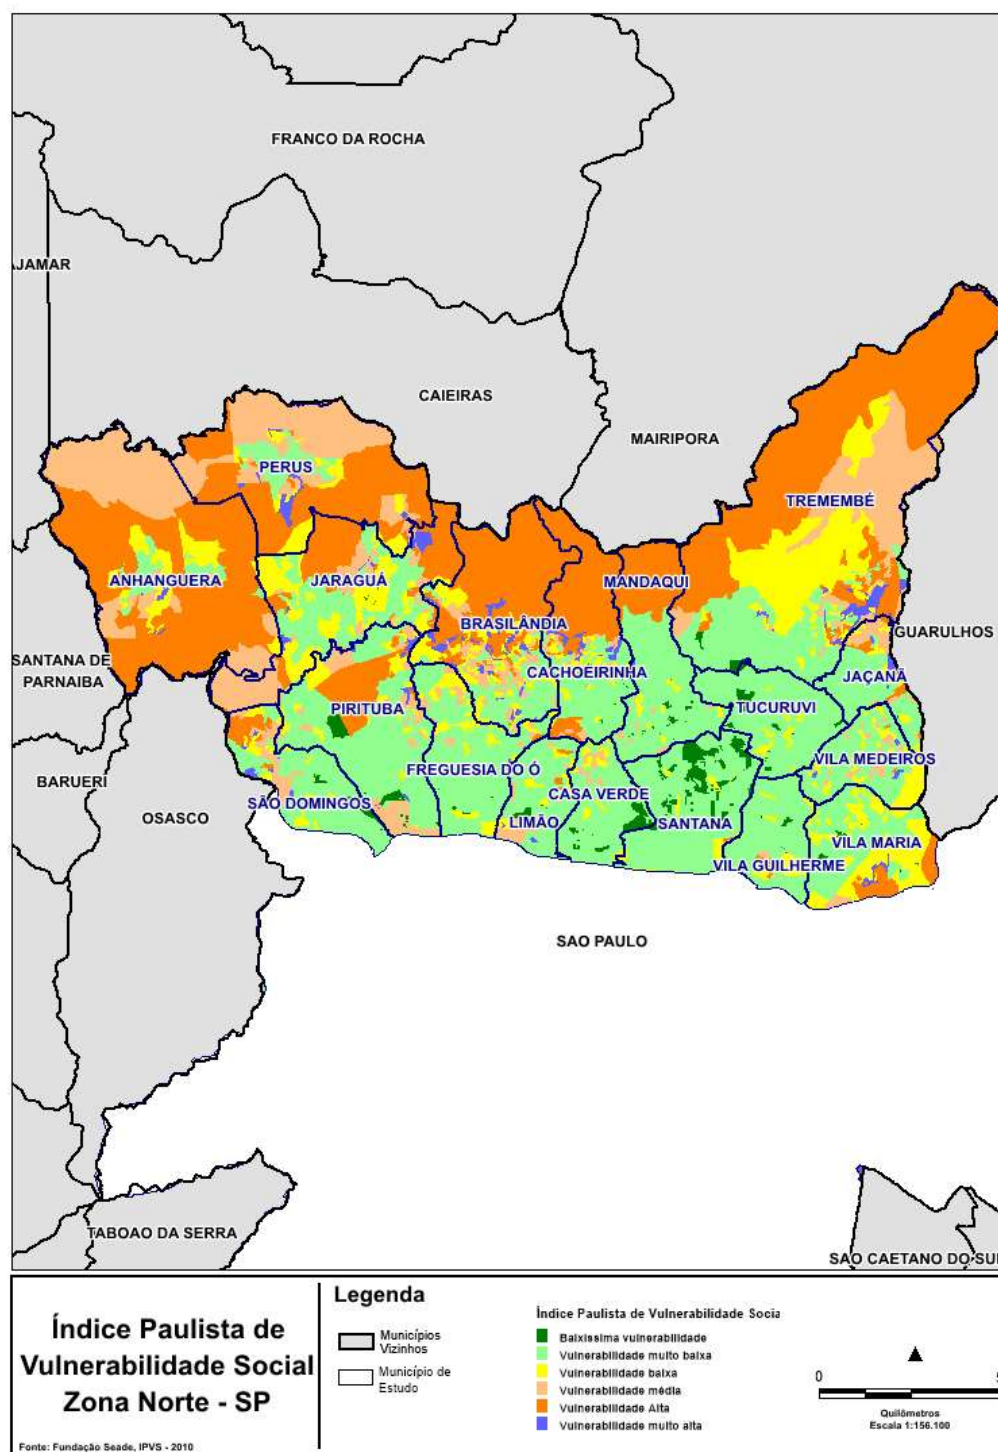 FRANCO DA ROCHA
AJAMAR
CAIEIRAS
MAIRIPORA
PERUS
TREMEMBÉ
ANHANGUERA
JARAGUÁ
MANDAQUI
BRASILÂNDIA
GUARULHOS
SANTANA DE
PARNAIBA
CACHOEIRINHA
JAÇANÃ
PIRITUBA
TUCURUVI
BARUERI
FREGUESIA DO Ó
VILA MEDEIROS
OSASCO
SÃO DOMINGOS
CASA VERDE
LIMÃO
SANTANA
VILA MARIA
VILA GUILHERME
SAO PAULO
TABOAO DA SERRA
SAO CAETANO DO SUL
Índice Paulista de
Vulnerabilidade Social
Zona Norte - SP
Fonte: Fundação Seade, IPVS - 2010
Legenda
Municípios
Vizinhos
Município de
Estudo
Índice Paulista de Vulnerabilidade Socia
Baixíssima vulnerabilidade
Vulnerabilidade muito baixa
Vulnerabilidade baixa
Vulnerabilidade média
Vulnerabilidade Alta
Vulnerabilidade muito alta
0 5
Quilômetros
Escala 1:156.100